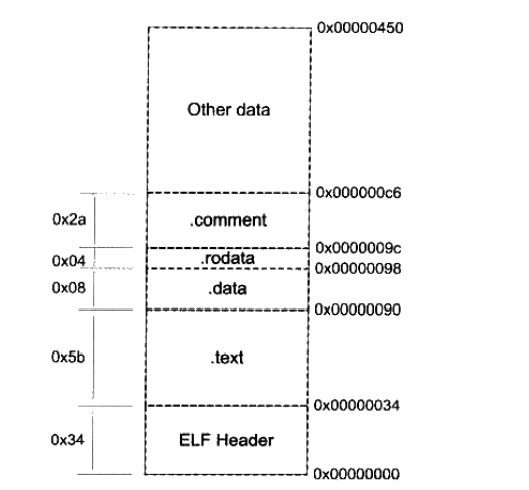 0x00000450
Other data
0x000000c6
0x2a
.comment
0x0000009c
0x04
.rodata
0x00000098
0x08
.data
0x00000090
0x5b
.text
0x00000034
0x34
ELF Header
0x00000000